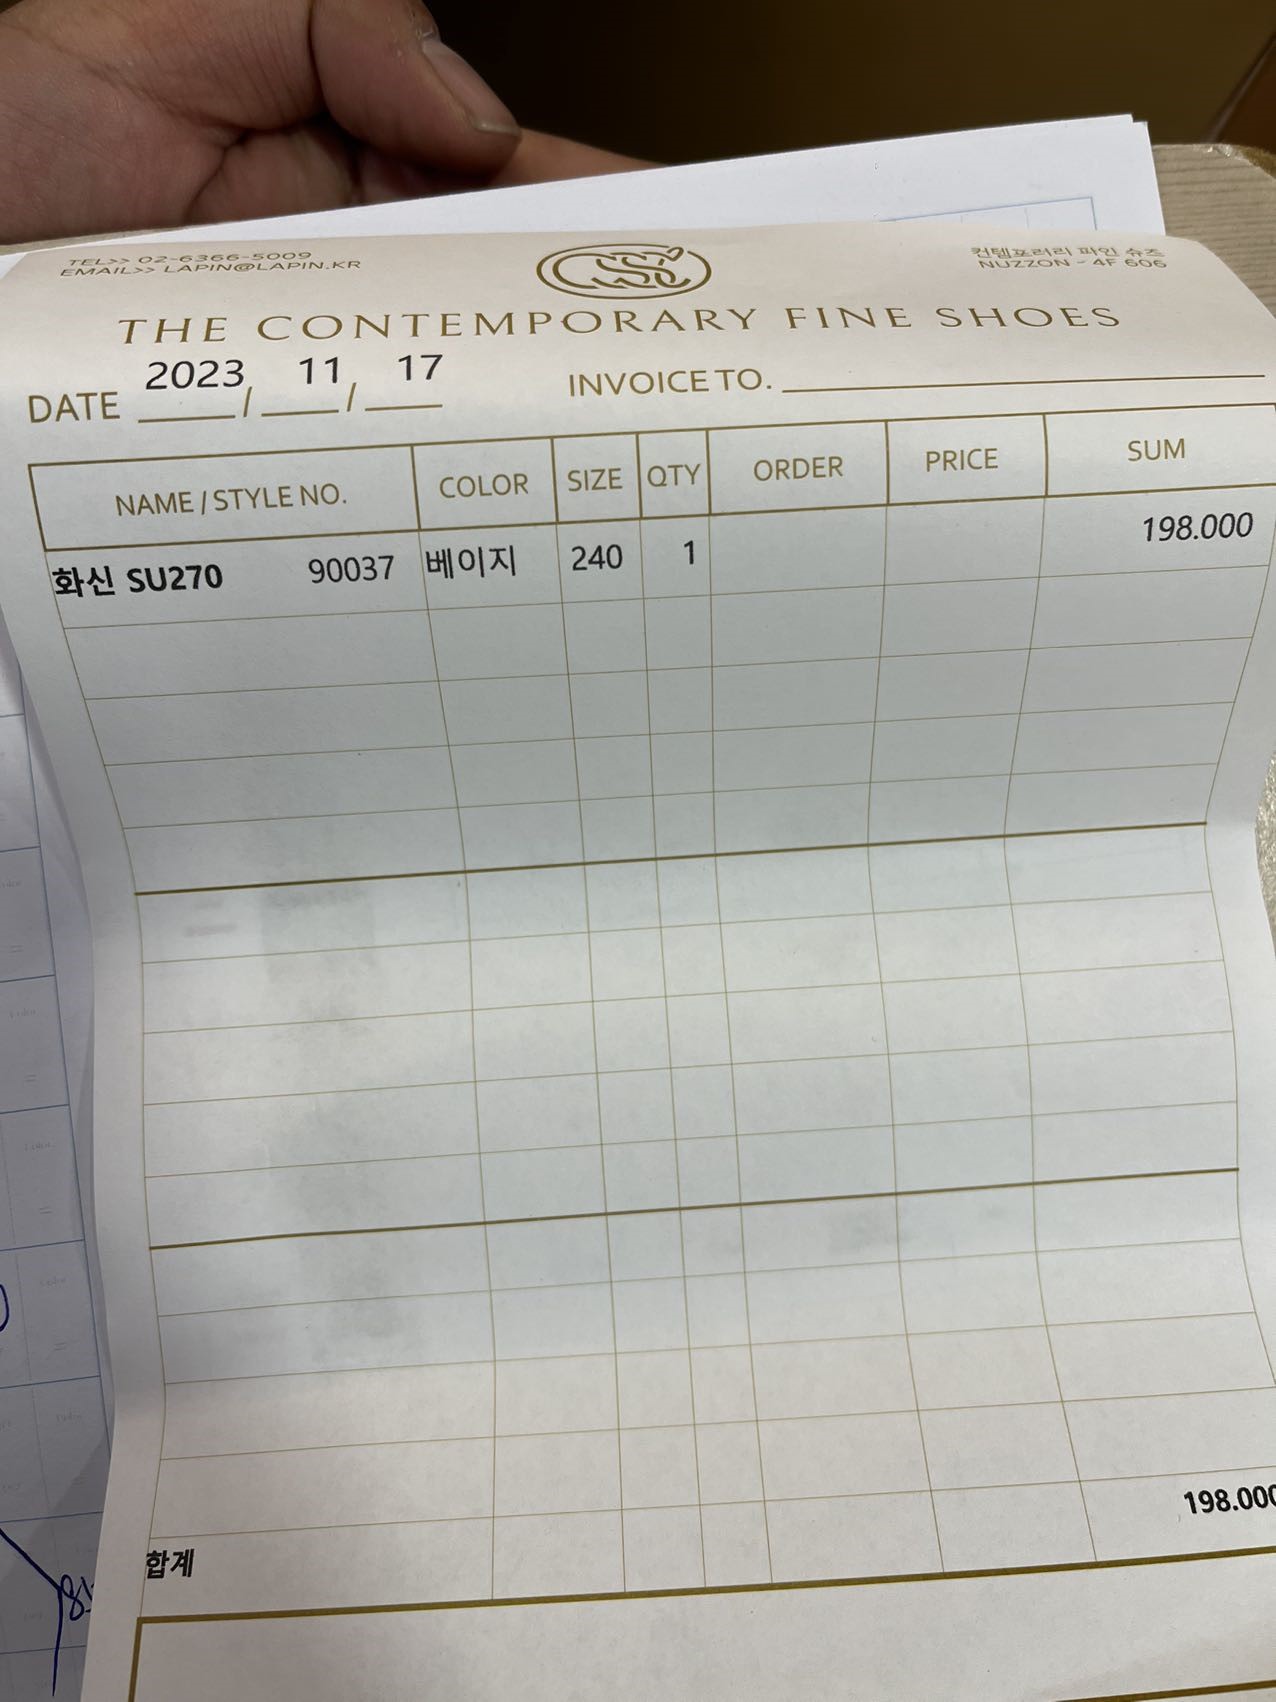 TEL>> 02-6366-5009
EMAIL>> LAPIN@LAPIN.KR
컨템포러리 파인 슈즈
NUZZON - 4F 606
THE CONTEMPORARY FINE SHOES
DATE 2023/ 11/ 17 INVOICE TO.
NAME / STYLE NO. COLOR SIZE QTY ORDER PRICE SUM
화신 SU270 90037 베이지 240 1 198.000
합계 198.000